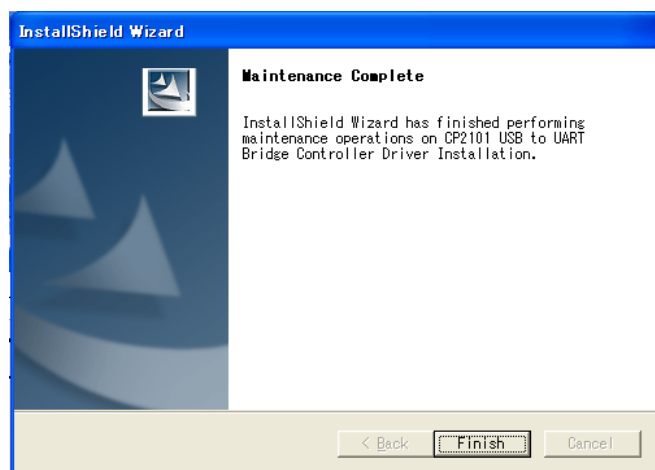 InstallShield Wizard
Maintenance Complete
InstallShield Wizard has finished performing
maintenance operations on CP2101 USB to UART
Bridge Controller Driver Installation.
< Back Finish Cancel